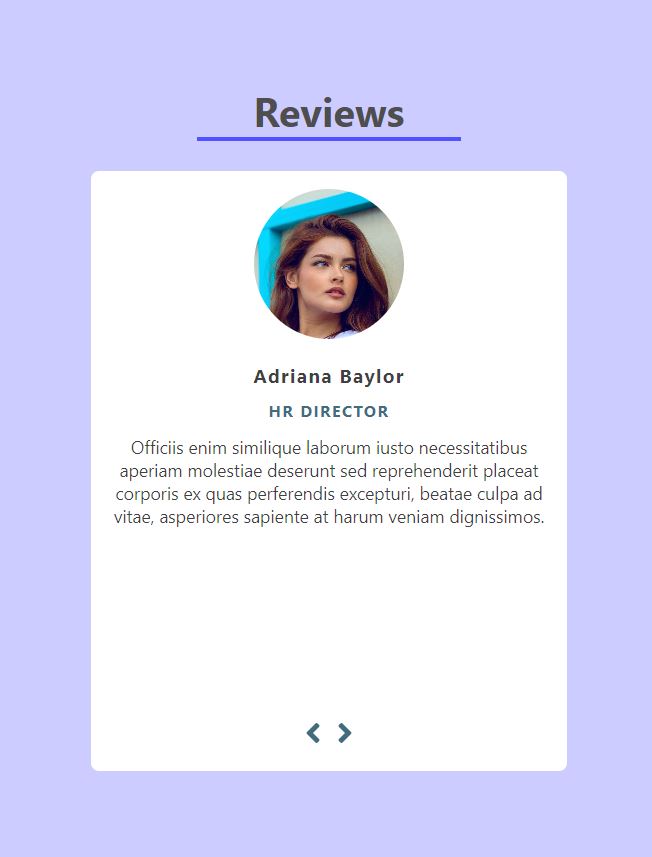 Reviews
Adriana Baylor
HR DIRECTOR
Officiis enim similique laborum iusto necessitatibus
aperiam molestiae deserunt sed reprehenderit placeat
corporis ex quas perferendis excepturi, beatae culpa ad
vitae, asperiores sapiente at harum veniam dignissimos.